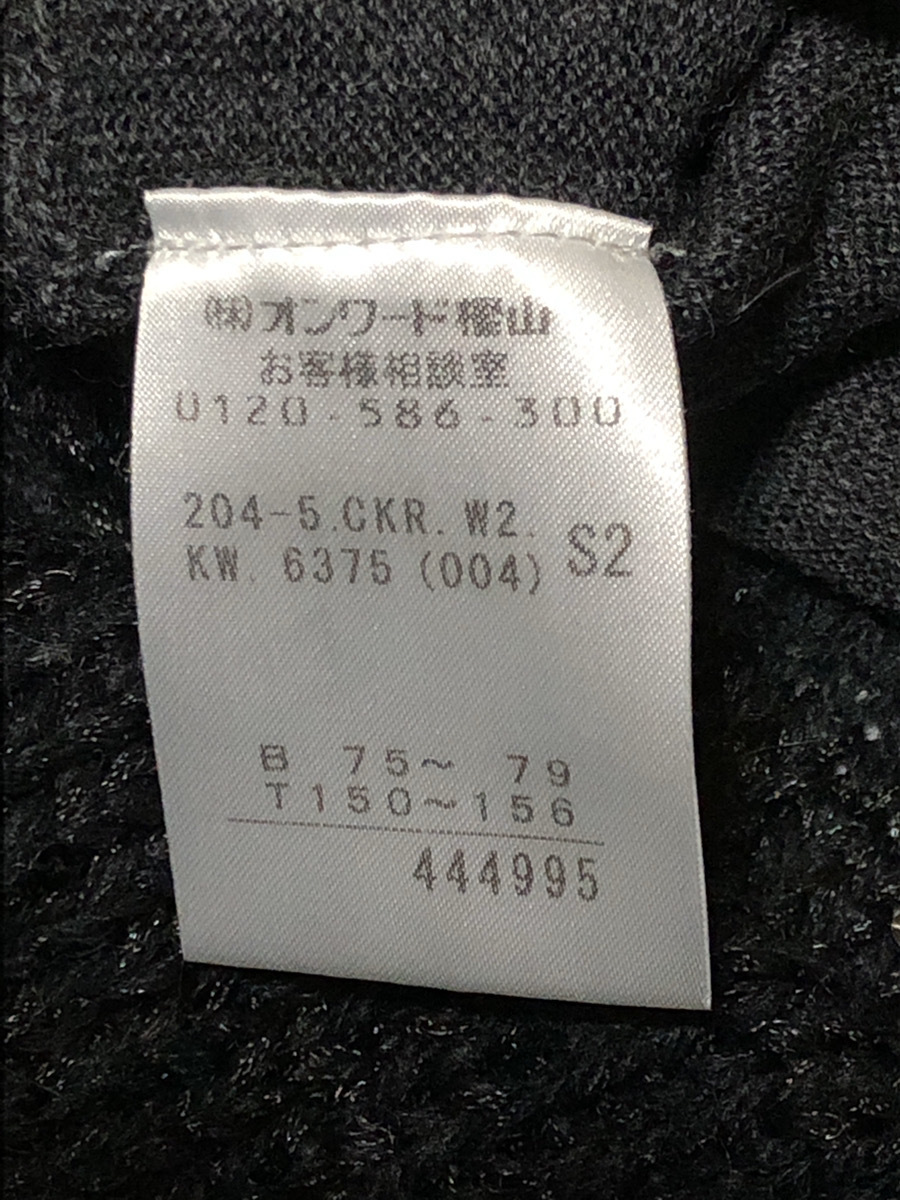 ㈱オンワード樫山
お客様相談室
0120-586-300
204-5.CKR.W2.
KW. 6375 (004) S2
B 75～ 79
T150～156
444995